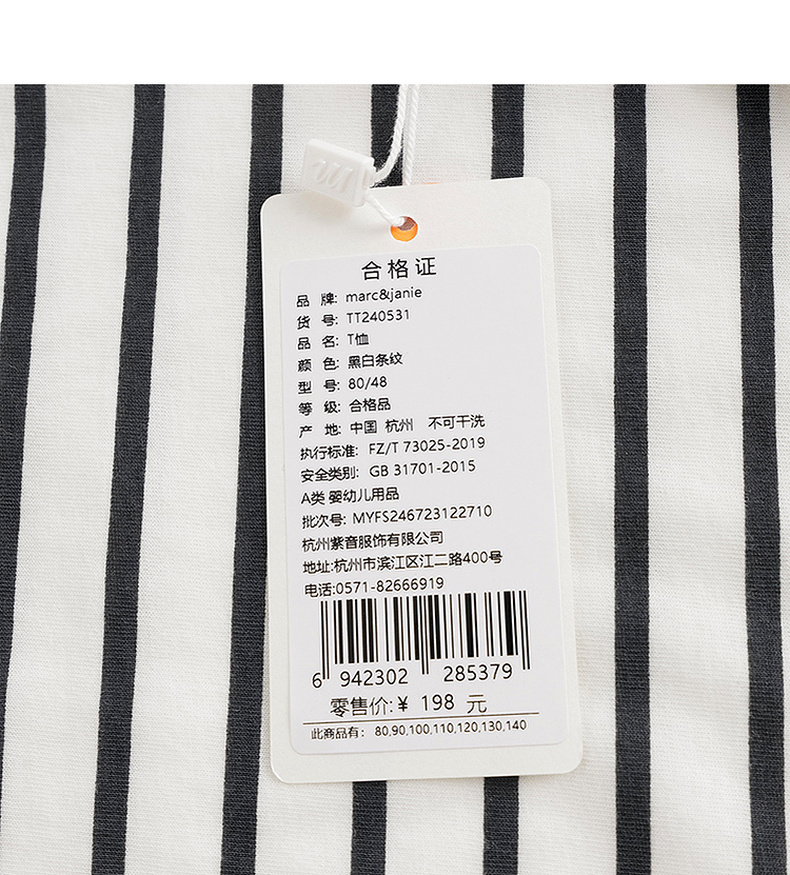 m
合格证
品 牌: marc&janie
货 号: TT240531
品 名: T恤
颜 色: 黑白条纹
型 号: 80/48
等 级: 合格品
产 地: 中国 杭州 不可干洗
执行标准: FZ/T 73025-2019
安全类别: GB 31701-2015
A类 婴幼儿用品
批次号: MYFS246723122710
杭州紫音服饰有限公司
地址:杭州市滨江区江二路400号
电话:0571-82666919
6 942302 285379
零售价:¥ 198 元
此商品有: 80,90,100,110,120,130,140